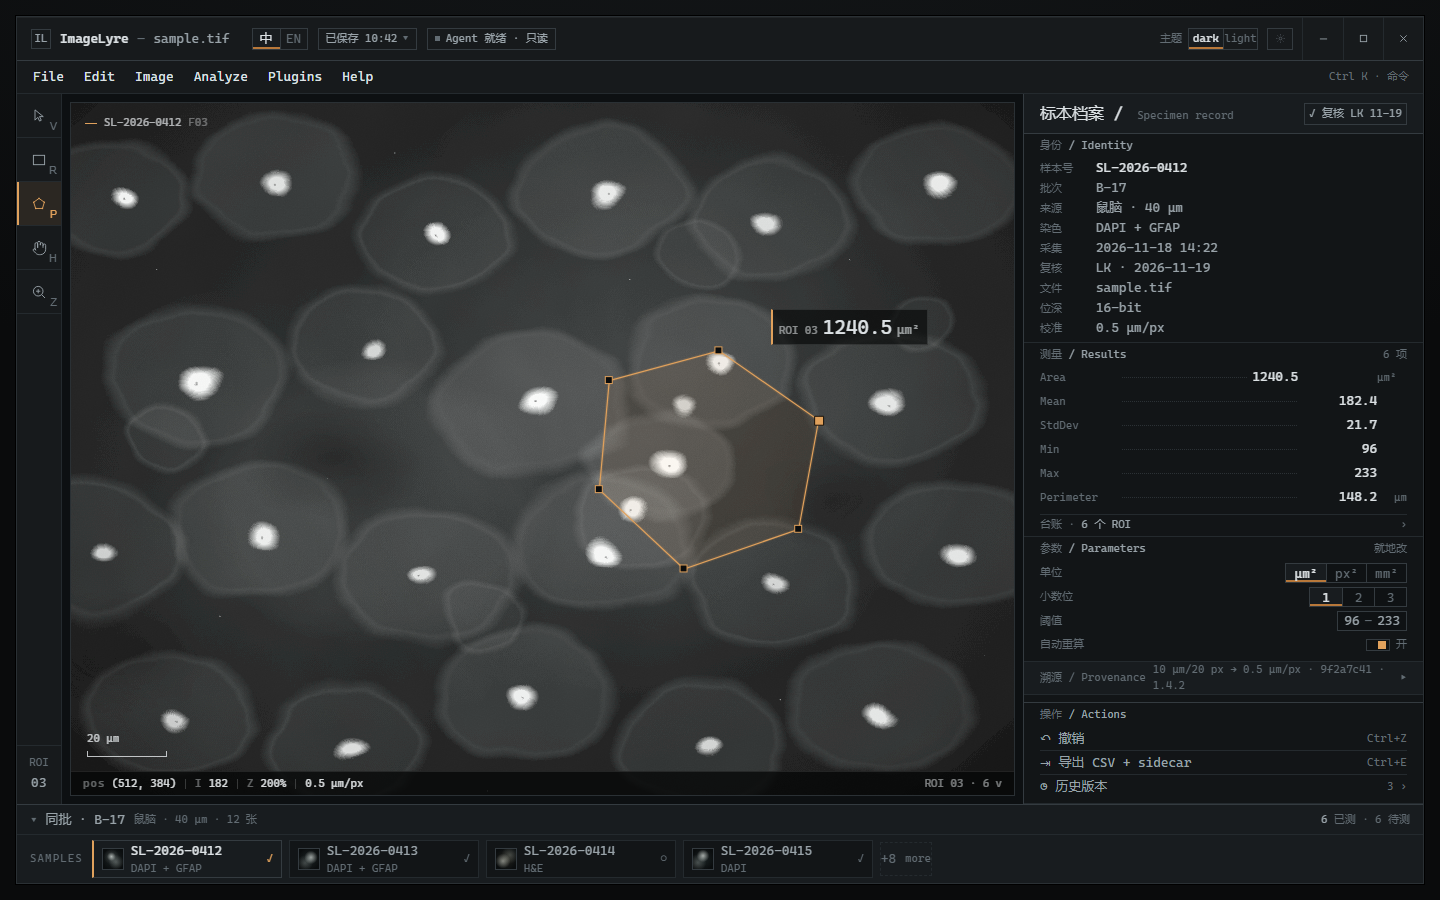 IL ImageLyre — sample.tif 中 EN 已保存 10:42 ▾ Agent 就绪 · 只读 主题 dark light
File Edit Image Analyze Plugins Help Ctrl K · 命令
V
R
P
H
Z
ROI
03
— SL-2026-0412 F03
ROI 03 1240.5 µm²
20 µm
pos (512, 384) | I 182 | Z 200% | 0.5 µm/px ROI 03 · 6 v
标本档案 / Specimen record ✓ 复核 LK 11-19
身份 / Identity
样本号 SL-2026-0412
批次 B-17
来源 鼠脑 · 40 µm
染色 DAPI + GFAP
采集 2026-11-18 14:22
复核 LK · 2026-11-19
文件 sample.tif
位深 16-bit
校准 0.5 µm/px
测量 / Results 6 项
Area 1240.5 µm²
Mean 182.4
StdDev 21.7
Min 96
Max 233
Perimeter 148.2 µm
台账 · 6 个 ROI ›
参数 / Parameters 就地改
单位 µm² px² mm²
小数位 1 2 3
阈值 96 — 233
自动重算 开
溯源 / Provenance 10 µm/20 px → 0.5 µm/px · 9f2a7c41 ·
1.4.2
操作 / Actions
撤销 Ctrl+Z
导出 CSV + sidecar Ctrl+E
历史版本 3 ›
▾ 同批 · B-17 鼠脑 · 40 µm · 12 张 6 已测 · 6 待测
SAMPLES
SL-2026-0412 ✓
DAPI + GFAP
SL-2026-0413 ✓
DAPI + GFAP
SL-2026-0414 ○
H&E
SL-2026-0415 ✓
DAPI
+8 more